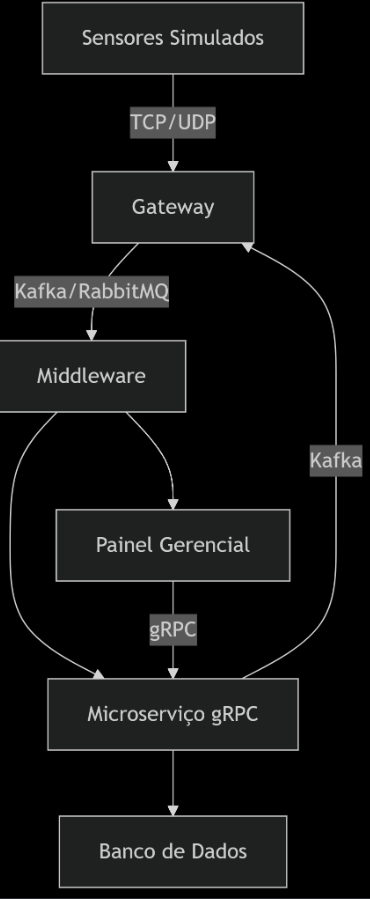 Sensores Simulados
TCP/UDP
Gateway
Kafka/RabbitMQ
Middleware
Kafka
Painel Gerencial
gRPC
Microserviço gRPC
Banco de Dados